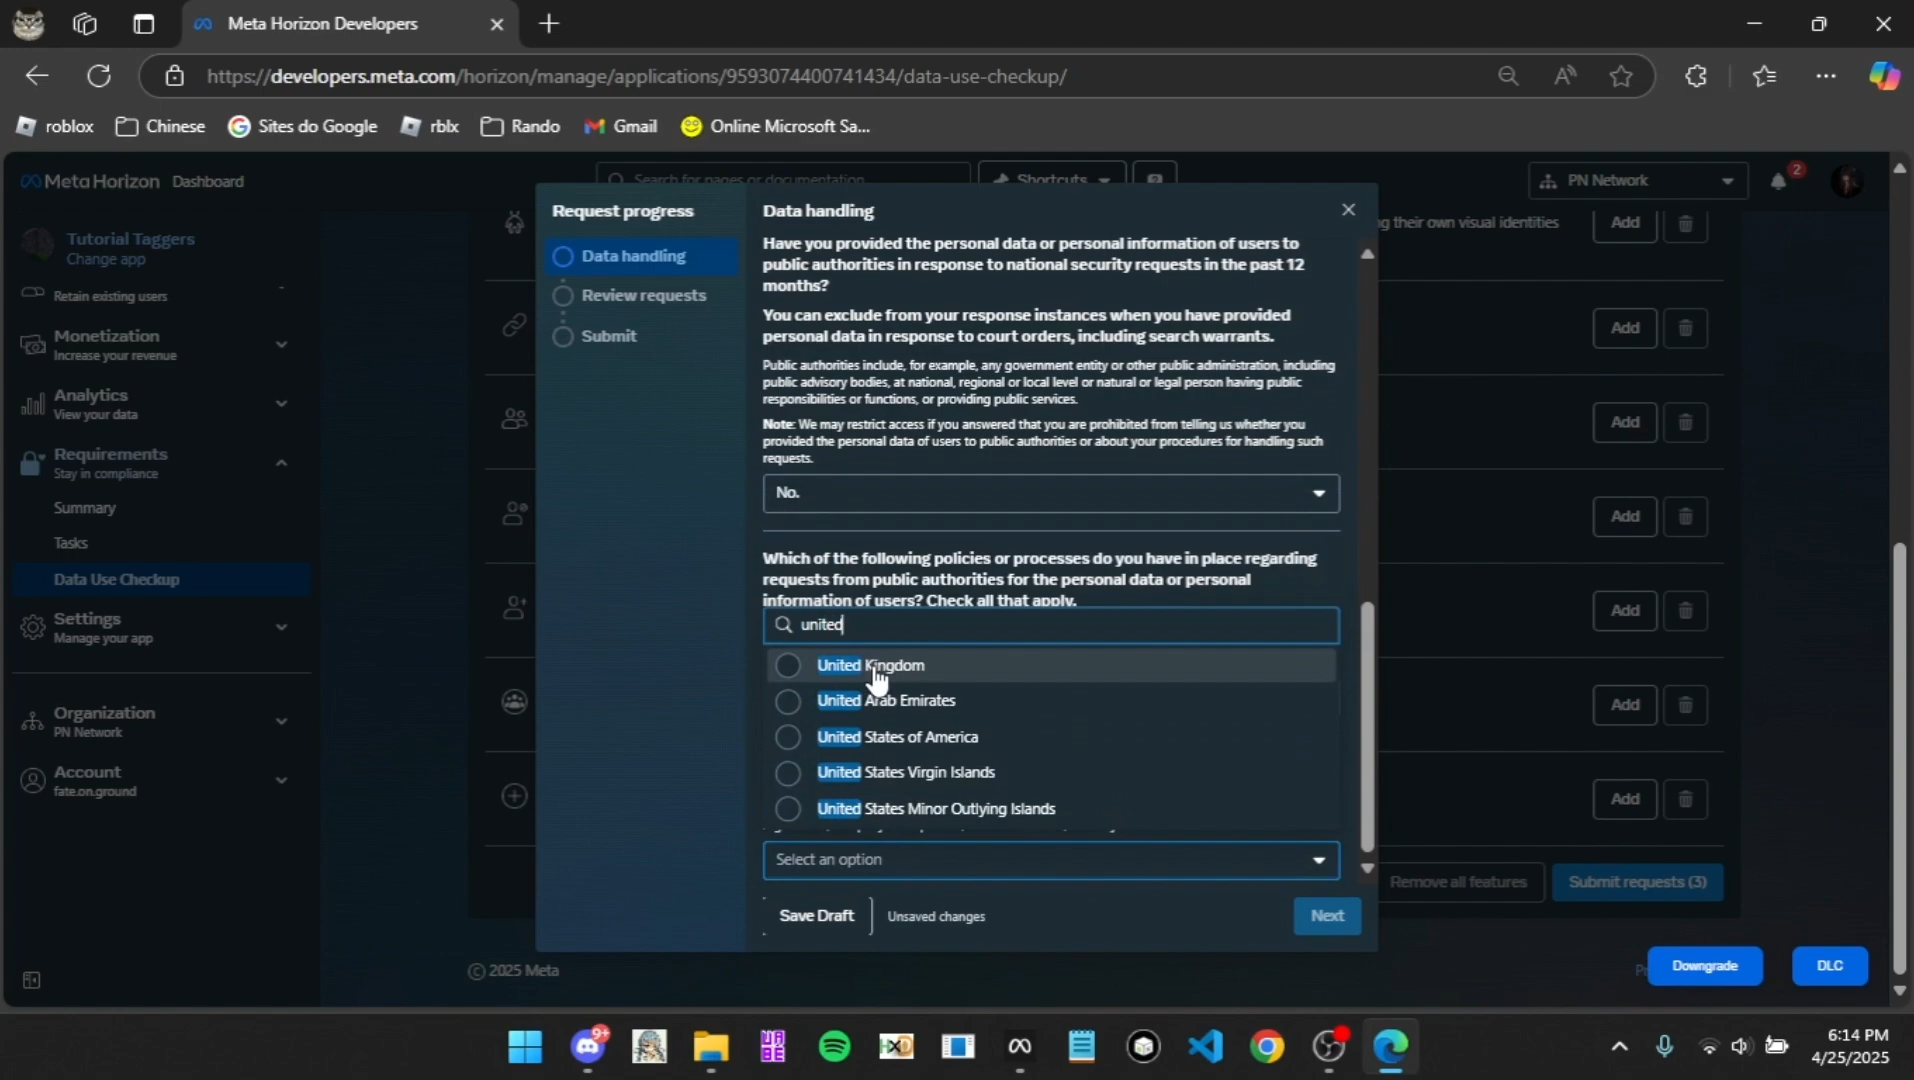 Meta Horizon Developers
https://developers.meta.com/horizon/manage/applications/9593074400741434/data-use-checkup/
roblox
Chinese
Sites do Google
rblx
Rando
Gmail
Online Microsoft Sa...
Meta Horizon Dashboard
Search for pages or documentation
Shortcuts
PN Network
2
Tutorial Taggers
Change app
Retain existing users
Monetization
Increase your revenue
Analytics
View your data
Requirements
Stay in compliance
Summary
Tasks
Data Use Checkup
Settings
Manage your app
Organization
PN Network
Account
fate.on.ground
Request progress
Data handling
Review requests
Submit
Data handling
Have you provided the personal data or personal information of users to
public authorities in response to national security requests in the past 12
months?
You can exclude from your response instances when you have provided
personal data in response to court orders, including search warrants.
Public authorities include, for example, any government entity or other public administration, including
public advisory bodies, at national, regional or local level or natural or legal person having public
responsibilities or functions, or providing public services.
Note: We may restrict access if you answered that you are prohibited from telling us whether you
provided the personal data of users to public authorities or about your procedures for handling such
requests.
No.
Which of the following policies or processes do you have in place regarding
requests from public authorities for the personal data or personal
information of users? Check all that apply.
united
United Kingdom
United Arab Emirates
United States of America
United States Virgin Islands
United States Minor Outlying Islands
Select an option
Save Draft
Unsaved changes
Next
their own visual identities
Add
Add
Add
Add
Add
Add
Add
Remove all features
Submit requests (3)
© 2025 Meta
Downgrade
DLC
9+
UA
BE
HXD
6:14 PM
4/25/2025